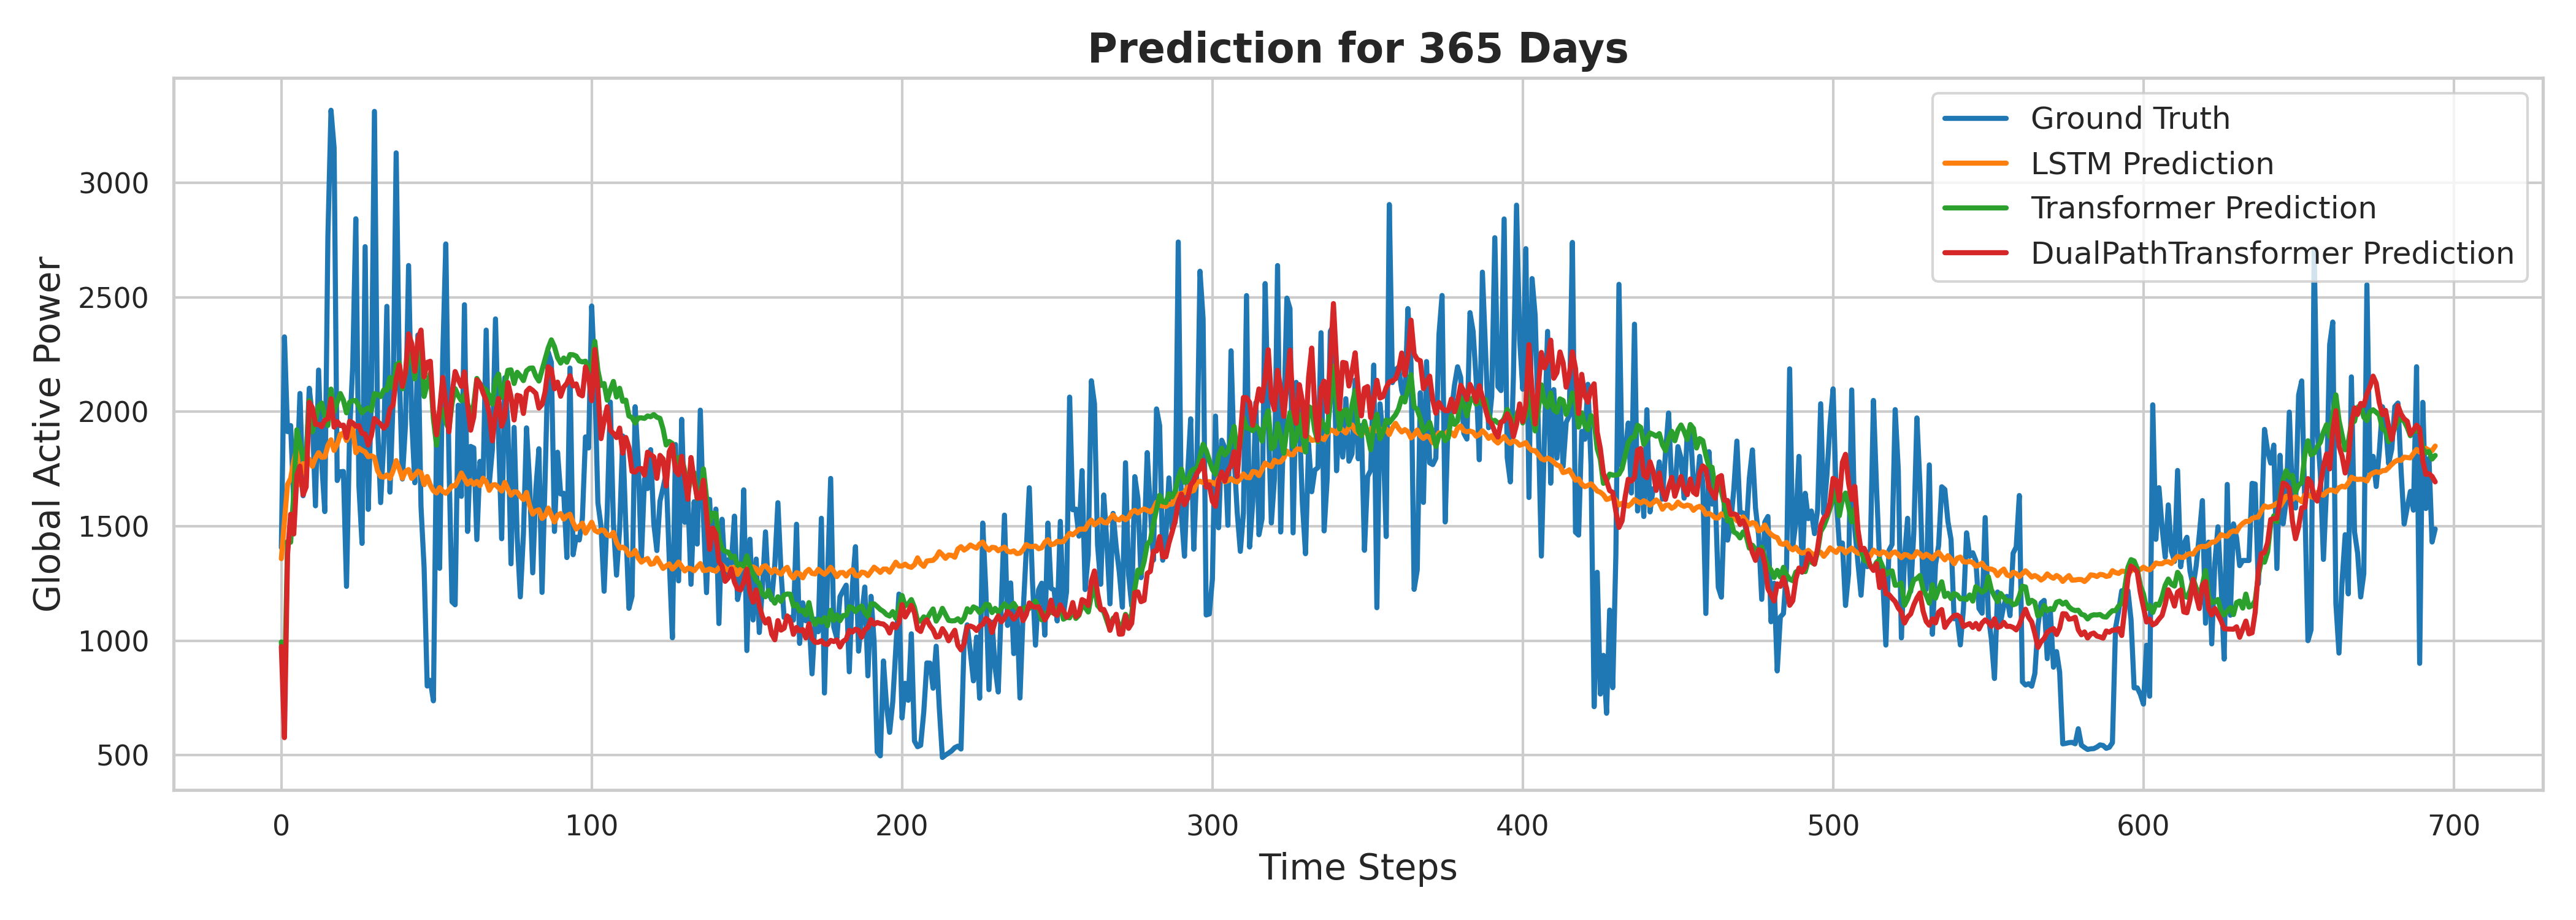 Prediction for 365 Days
Ground Truth
LSTM Prediction
Transformer Prediction
DualPathTransformer Prediction
Global Active Power
3000
2500
2000
1500
1000
500
0 100 200 300 400 500 600 700
Time Steps